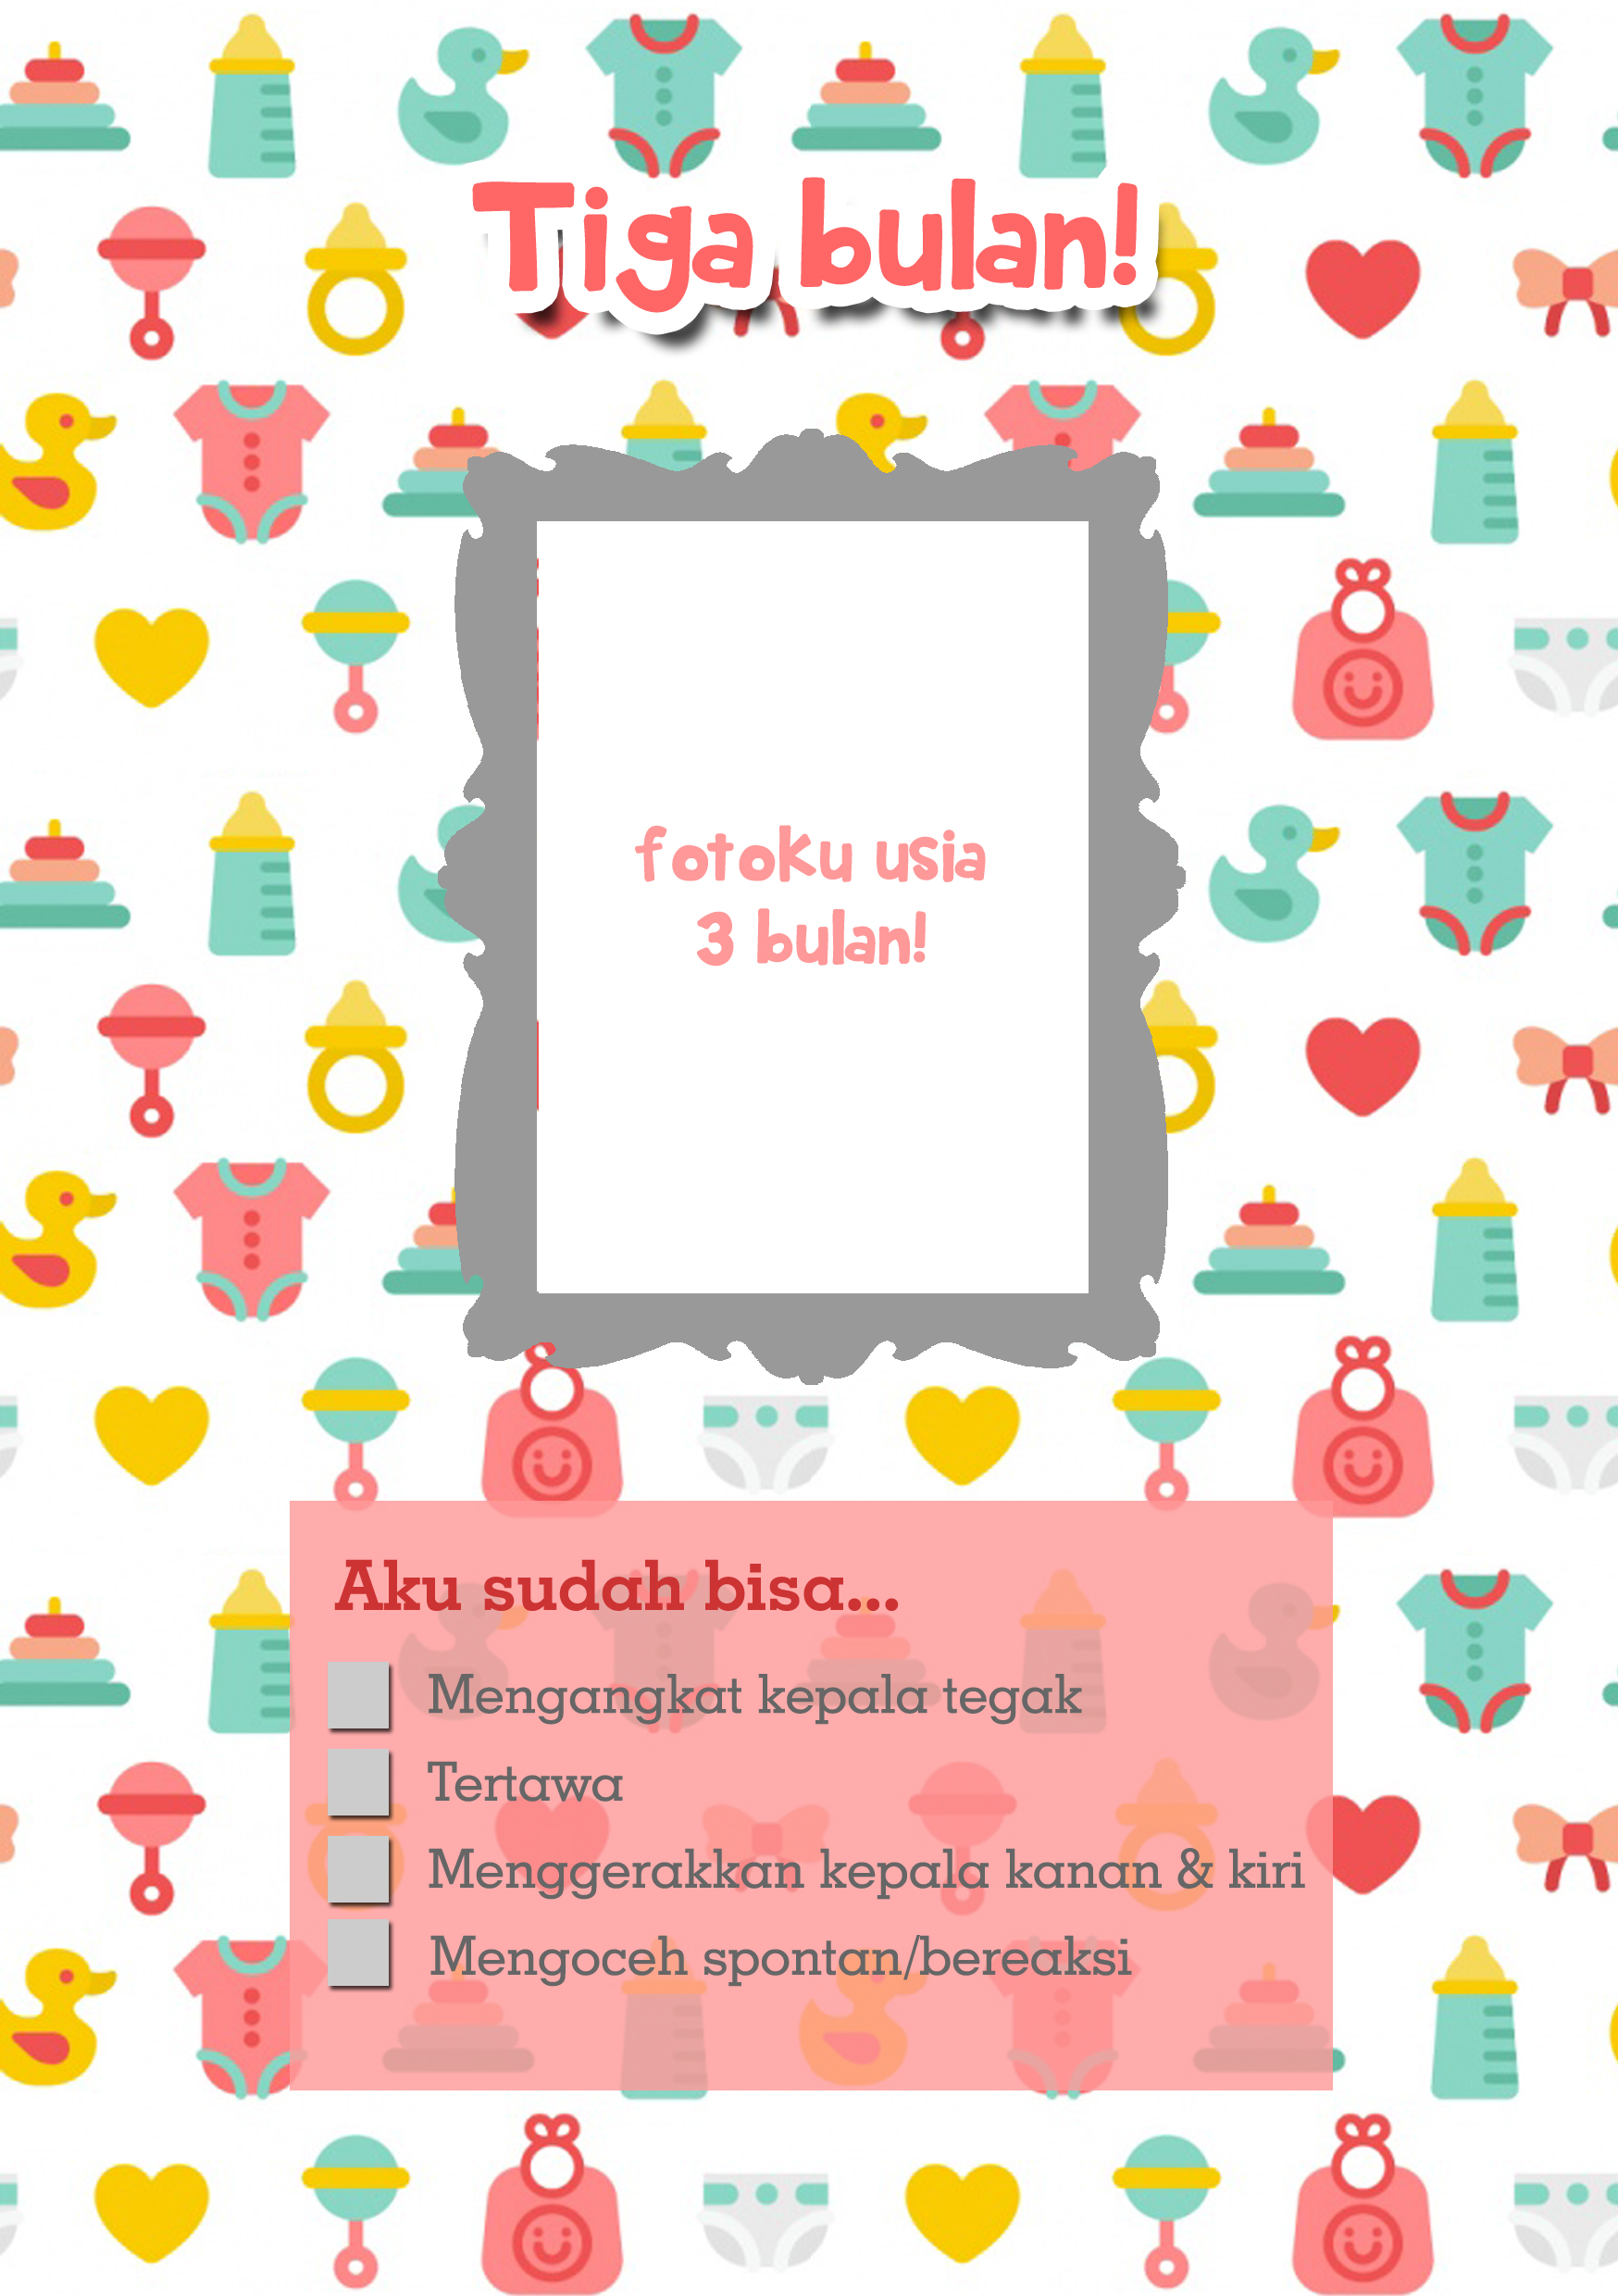 Tiga bulan!
fotoku usia
3 bulan!
Aku sudah bisa...
Mengangkat kepala tegak
Tertawa
Menggerakkan kepala kanan & kiri
Mengoceh spontan/bereaksi